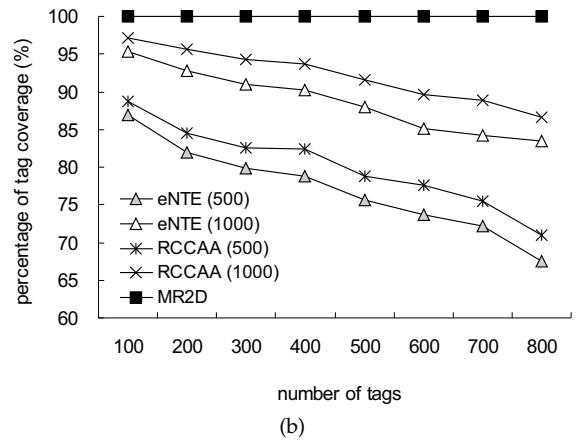 percentage of tag coverage (%)
100
95
90
85
80
75
70
65
60
eNTE (500)
eNTE (1000)
RCCAA (500)
RCCAA (1000)
MR2D
100 200 300 400 500 600 700 800
number of tags
(b)